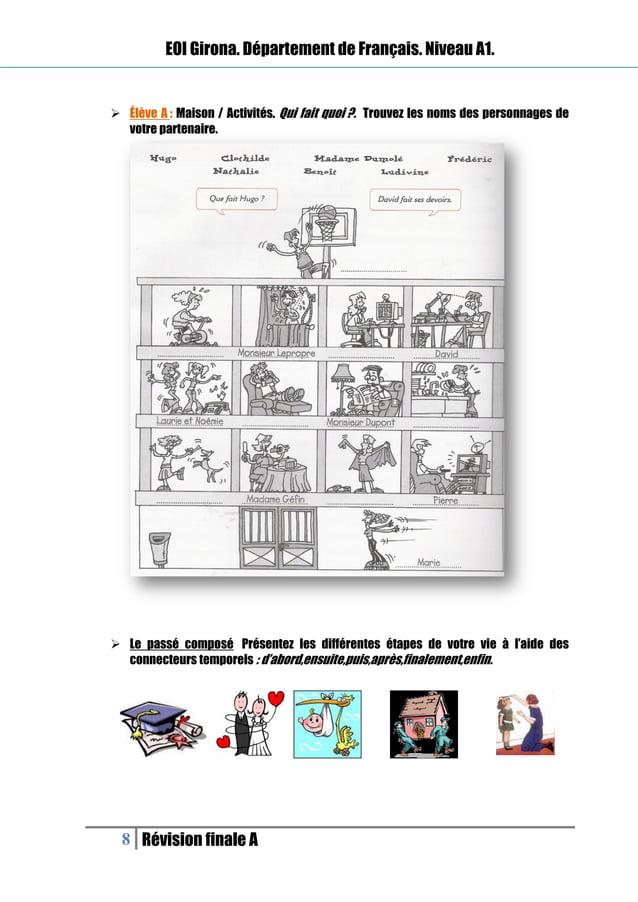 EOI Girona. Département de Français. Niveau A1.
➢ Élève A : Maison / Activités. Qui fait quoi ?. Trouvez les noms des personnages de
votre partenaire.
Hugo Clothilde Madame Dumolé Frédéric
Nathalie Benoît Ludivine
Que fait Hugo ? David fait ses devoirs.
Monsieur Lepropre David
Laurie et Noémie Monsieur Dupont
Madame Géfin Pierre
Marie
➢ Le passé composé Présentez les différentes étapes de votre vie à l'aide des
connecteurs temporels : d'abord,ensuite,puis,après,finalement,enfin.
8 Révision finale A